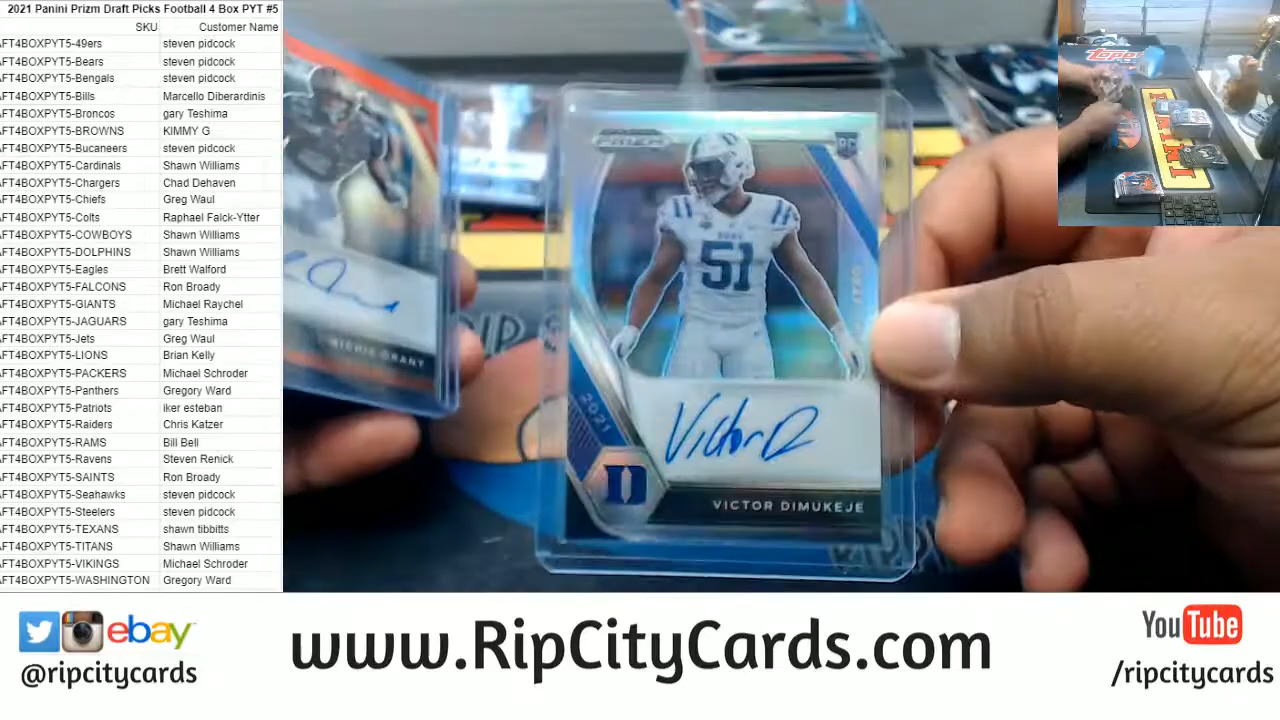 2021 Panini Prizm Draft Picks Football 4 Box PYT #5
SKU Customer Name
AFT4BOXPYT5-49ers steven pidcock
AFT4BOXPYT5-Bears steven pidcock
AFT4BOXPYT5-Bengals steven pidcock
AFT4BOXPYT5-Bills Marcello Diberardinis
AFT4BOXPYT5-Broncos gary Teshima
AFT4BOXPYT5-BROWNS KIMMY G
AFT4BOXPYT5-Bucaneers steven pidcock
AFT4BOXPYT5-Cardinals Shawn Williams
AFT4BOXPYT5-Chargers Chad Dehaven
AFT4BOXPYT5-Chiefs Greg Waul
AFT4BOXPYT5-Colts Raphael Falck-Ytter
AFT4BOXPYT5-COWBOYS Shawn Williams
AFT4BOXPYT5-DOLPHINS Shawn Williams
AFT4BOXPYT5-Eagles Brett Walford
AFT4BOXPYT5-FALCONS Ron Broady
AFT4BOXPYT5-GIANTS Michael Raychel
AFT4BOXPYT5-JAGUARS gary Teshima
AFT4BOXPYT5-Jets Greg Waul
AFT4BOXPYT5-LIONS Brian Kelly
AFT4BOXPYT5-PACKERS Michael Schroder
AFT4BOXPYT5-Panthers Gregory Ward
AFT4BOXPYT5-Patriots iker esteban
AFT4BOXPYT5-Raiders Chris Katzer
AFT4BOXPYT5-RAMS Bill Bell
AFT4BOXPYT5-Ravens Steven Renick
AFT4BOXPYT5-SAINTS Ron Broady
AFT4BOXPYT5-Seahawks steven pidcock
AFT4BOXPYT5-Steelers steven pidcock
AFT4BOXPYT5-TEXANS shawn tibbitts
AFT4BOXPYT5-TITANS Shawn Williams
AFT4BOXPYT5-VIKINGS Michael Schroder
AFT4BOXPYT5-WASHINGTON Gregory Ward
RICHIE GRANT
PRIZM
RC
DUKE
51
2021
D
Victor D
VICTOR DIMUKEJE
Topps
PANINI
ebay
@ripcitycards
www.RipCityCards.com
YouTube
/ripcitycards